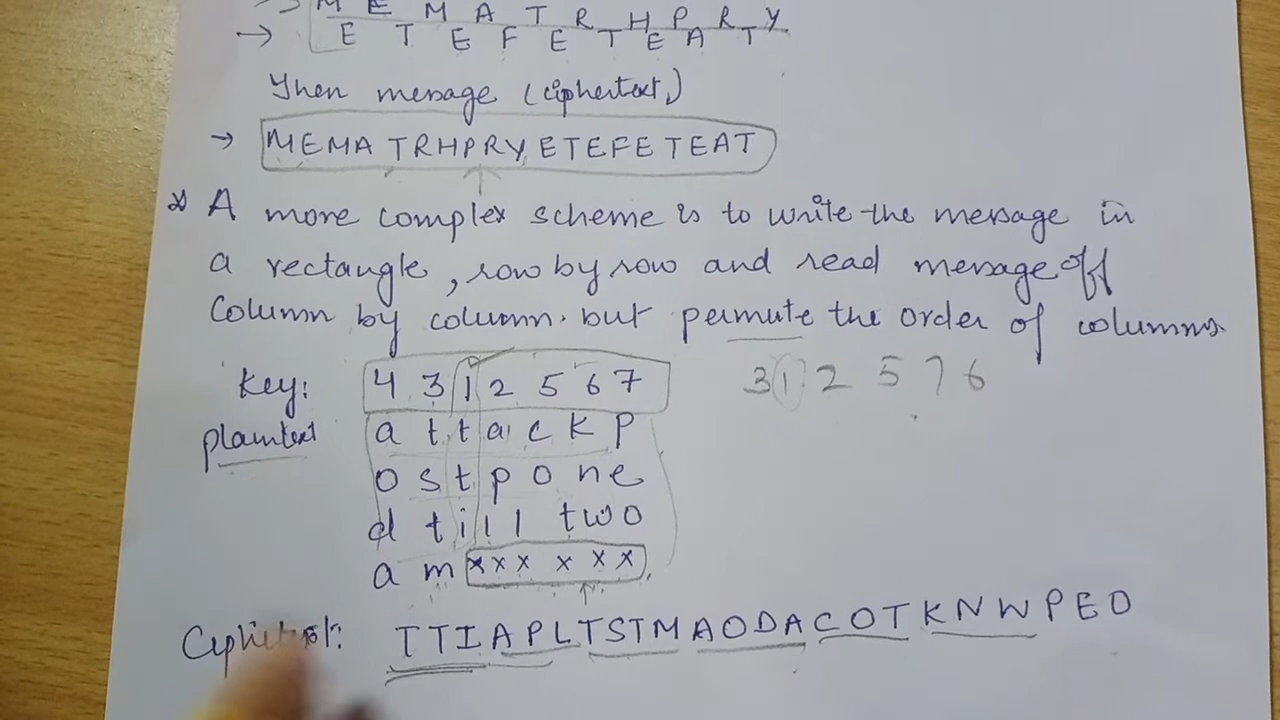 → M E M A T R H P R Y
→ E T E F E T E A T
Then message (ciphertext,)
→ MEMATRHPRYETEFETEAT
* A more complex scheme is to write the message in
a rectangle, row by row and read message off
column by column. but permute the order of columns
Key: 4 3 1 2 5 6 7 3 1 2 5 7 6
plaintext a t t a c k p
o s t p o n e
d t i l l t w o
a m x x x x x x
TTIAPLTSTMAODACOTKNWPEO